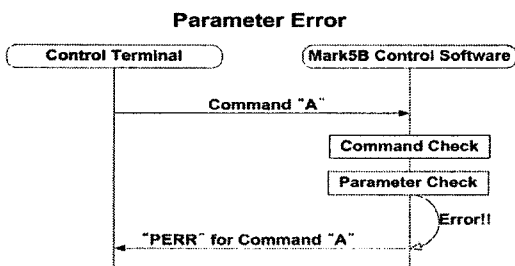 Parameter Error
Control Terminal
Mark5B Control Software
Command "A"
Command Check
Parameter Check
Error!!
"PERR" for Command "A"